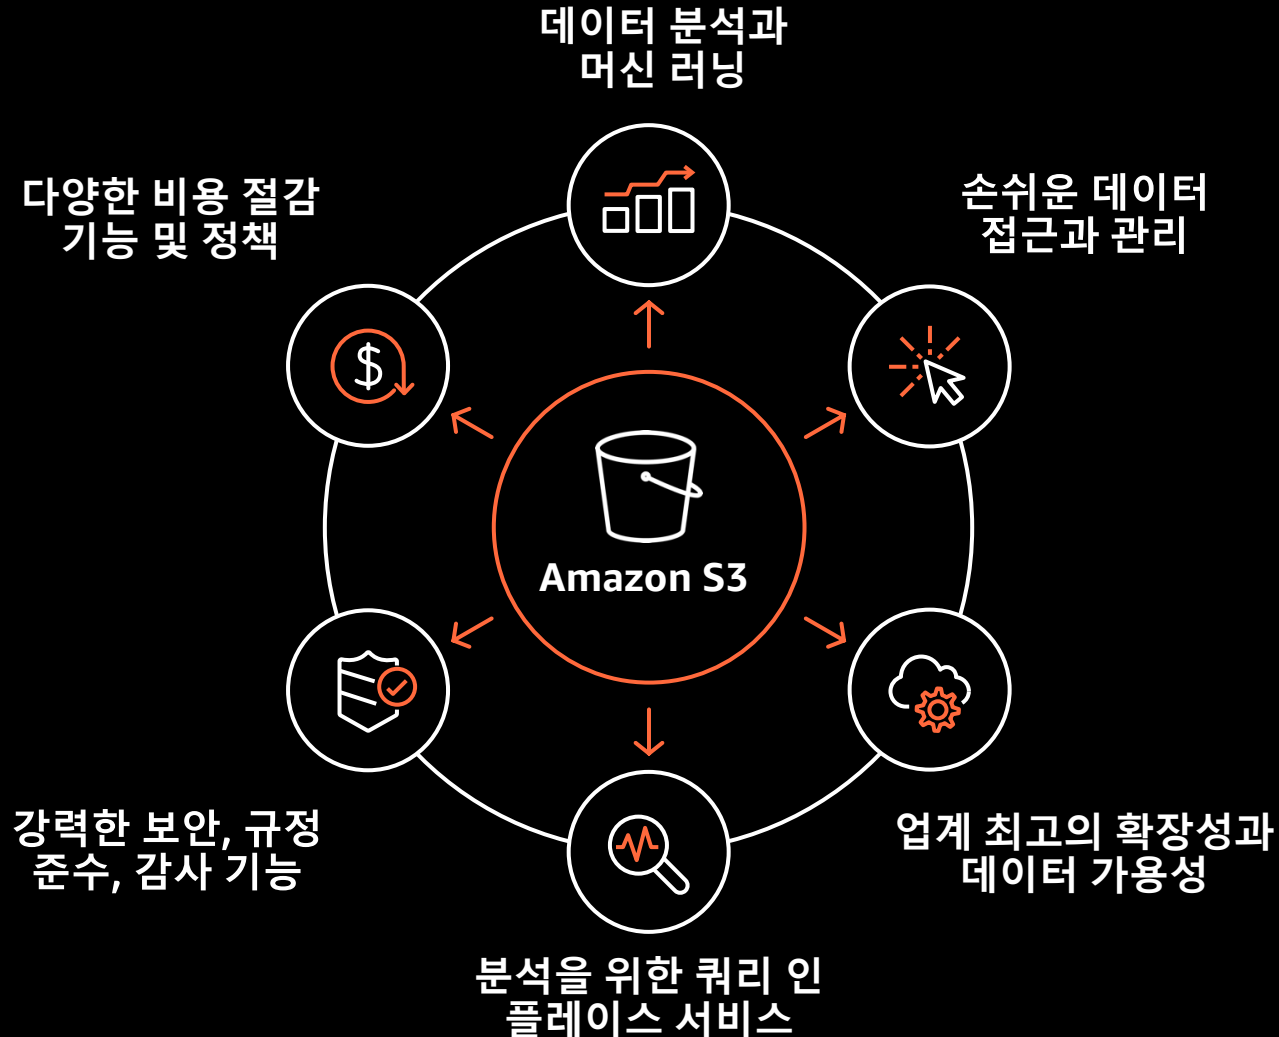 데이터 분석과
머신 러닝
다양한 비용 절감
기능 및 정책
손쉬운 데이터
접근과 관리
$
Amazon S3
강력한 보안, 규정
준수, 감사 기능
업계 최고의 확장성과
데이터 가용성
분석을 위한 쿼리 인
플레이스 서비스